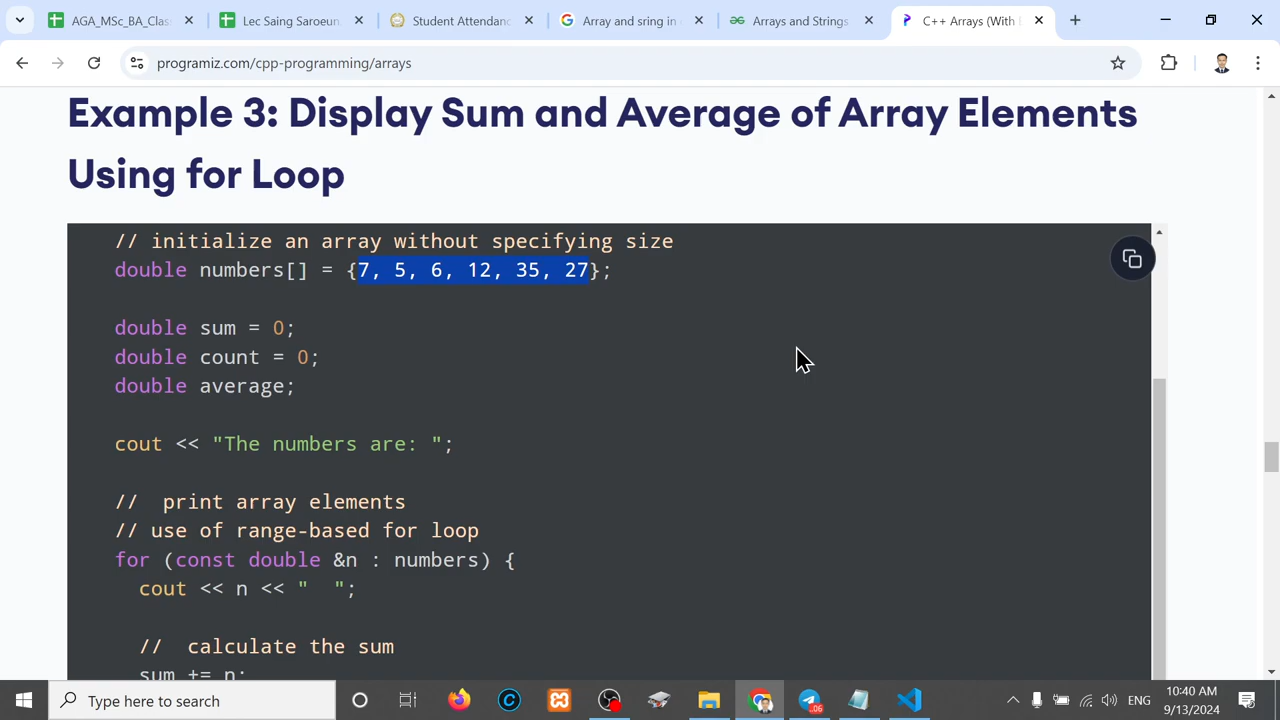 AGA_MSc_BA_Clas
Lec Saing Saroeun
Student Attendanc
Array and sring in
Arrays and Strings
C++ Arrays (With
programiz.com/cpp-programming/arrays
Example 3: Display Sum and Average of Array Elements
Using for Loop
// initialize an array without specifying size
double numbers[] = {7, 5, 6, 12, 35, 27};
double sum = 0;
double count = 0;
double average;
cout << "The numbers are: ";
//  print array elements
// use of range-based for loop
for (const double &n : numbers) {
cout << n << "  ";
//  calculate the sum
sum += n;
Type here to search
.06
ENG
10:40 AM
9/13/2024